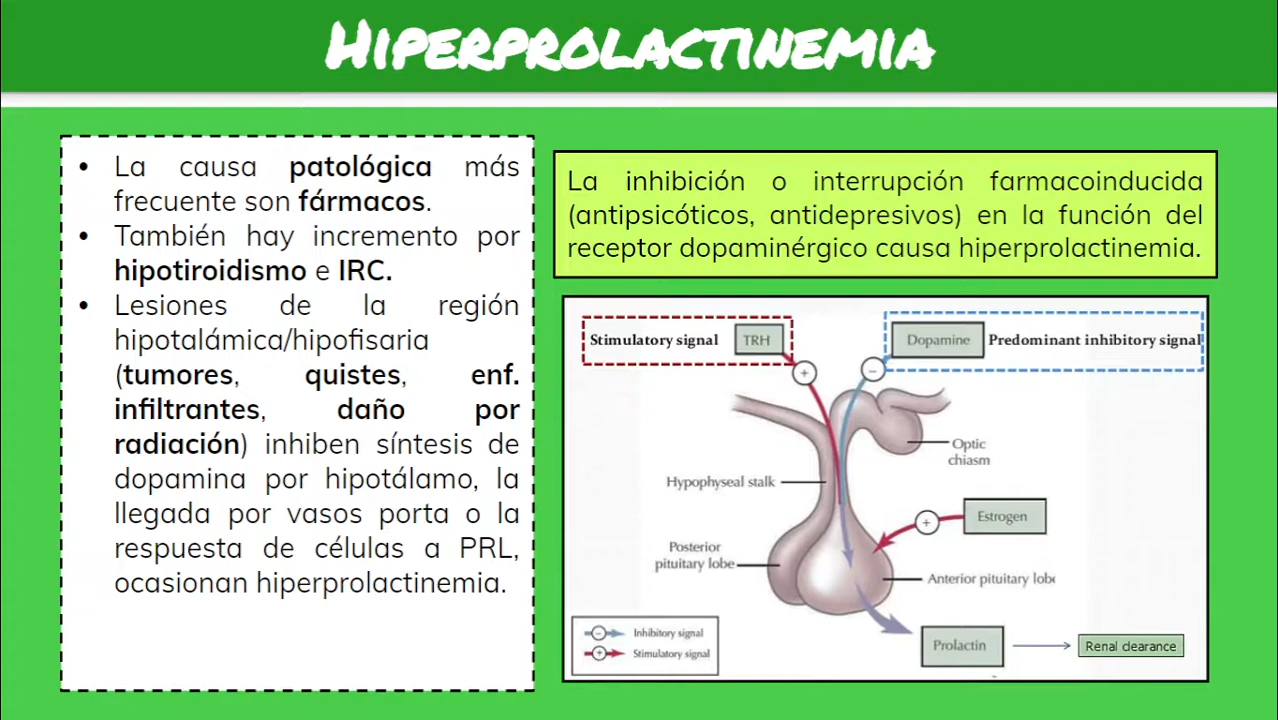 HIPERPROLACTINEMIA
• La causa patológica más
frecuente son fármacos.
• También hay incremento por
hipotiroidismo e IRC.
• Lesiones de la región
hipotalámica/hipofisaria
(tumores, quistes, enf.
infiltrantes, daño por
radiación) inhiben síntesis de
dopamina por hipotálamo, la
llegada por vasos porta o la
respuesta de células a PRL,
ocasionan hiperprolactinemia.
La inhibición o interrupción farmacoinducida
(antipsicóticos, antidepresivos) en la función del
receptor dopaminérgico causa hiperprolactinemia.
Stimulatory signal TRH
Dopamine Predominant inhibitory signal
+
−
Optic
chiasm
Hypophyseal stalk
+
Estrogen
Posterior
pituitary lobe
Anterior pituitary lobe
− Inhibitory signal
+ Stimulatory signal
Prolactin
Renal clearance